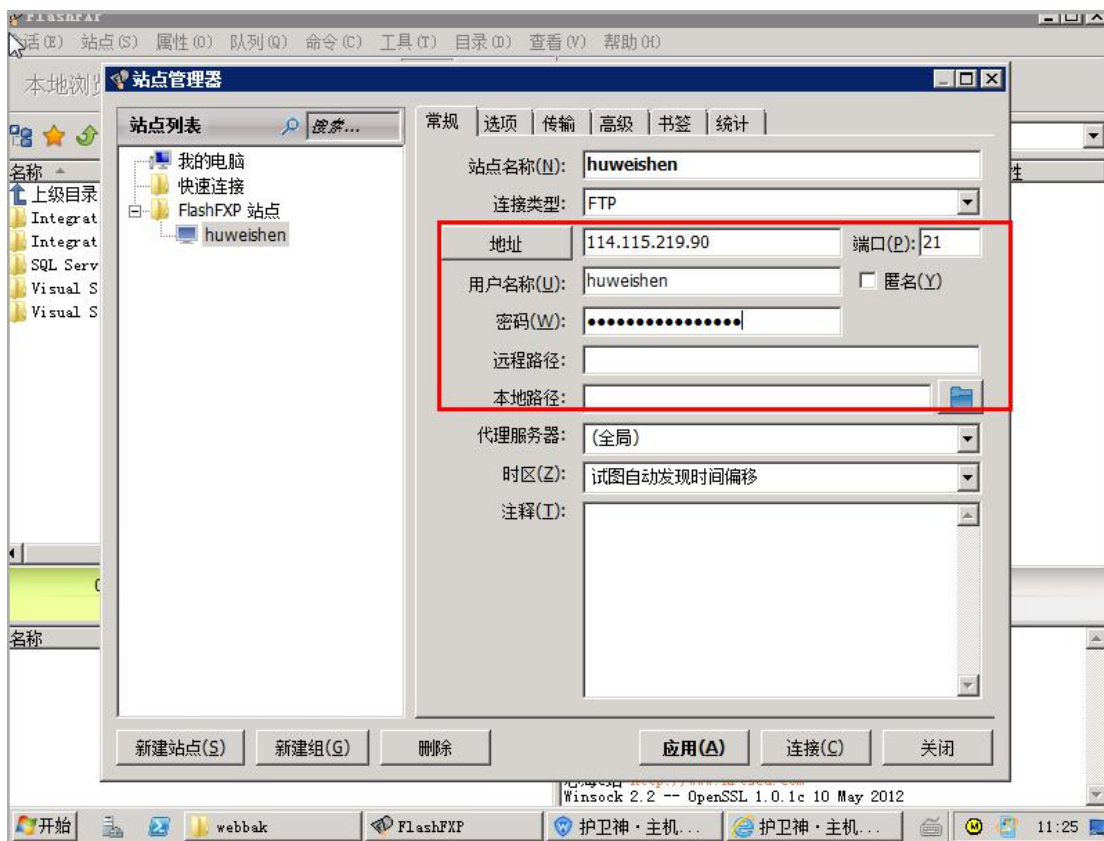 FlashFXP
话(E) 站点(S) 属性(O) 队列(Q) 命令(C) 工具(T) 目录(D) 查看(V) 帮助(H)
本地浏
站点管理器
站点列表 搜索...
我的电脑
快速连接
FlashFXP 站点
huweishen
名称
上级目录
Integrat
Integrat
SQL Serv
Visual S
Visual S
常规 选项 传输 高级 书签 统计
站点名称(N): huweishen
连接类型: FTP
地址 114.115.219.90 端口(P): 21
用户名称(U): huweishen 匿名(Y)
密码(W): ●●●●●●●●●●●●●●●●
远程路径:
本地路径:
代理服务器: (全局)
时区(Z): 试图自动发现时间偏移
注释(T):
名称
新建站点(S) 新建组(G) 删除 应用(A) 连接(C) 关闭
Winsock 2.2 -- OpenSSL 1.0.1c 10 May 2012
开始 webbak FlashFXP 护卫神·主机... 护卫神·主机... 11:25